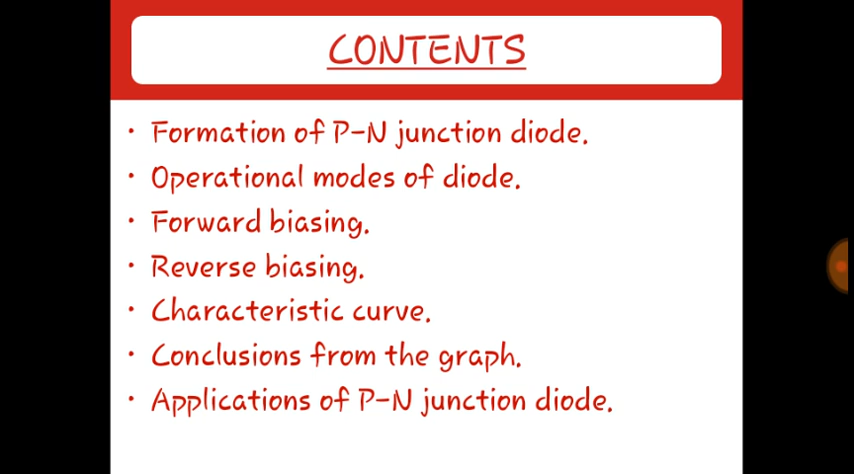 CONTENTS
• Formation of P-N junction diode.
• Operational modes of diode.
• Forward biasing.
• Reverse biasing.
• Characteristic curve.
• Conclusions from the graph.
• Applications of P-N junction diode.